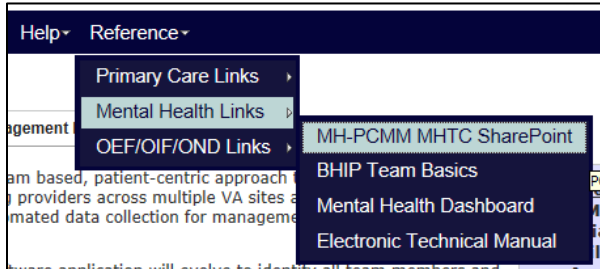 Help Reference
Primary Care Links
Mental Health Links
agement
OEF/OIF/OND Links
MH-PCMM MHTC SharePoint
BHIP Team Basics
Mental Health Dashboard
Electronic Technical Manual
am based, patient-centric approach
g providers across multiple VA sites a
omated data collection for manageme
tware application will evolve to identify all team members and